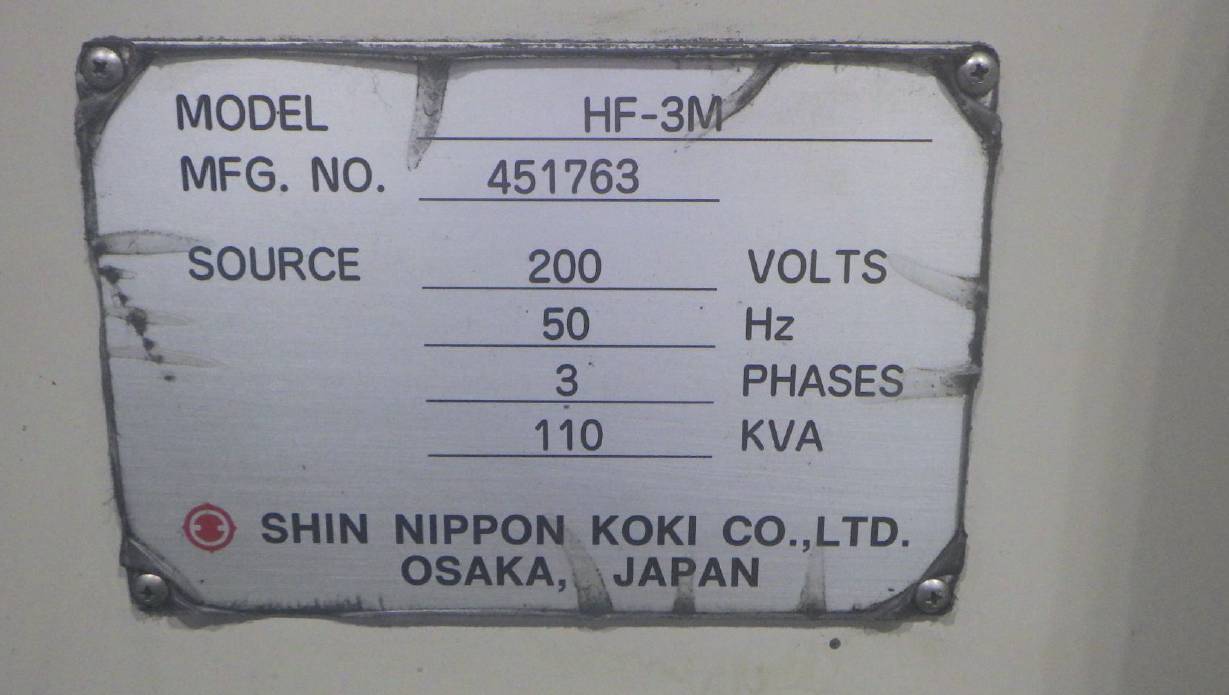 MODEL HF-3M
MFG. NO. 451763
SOURCE 200 VOLTS
50 Hz
3 PHASES
110 KVA
SHIN NIPPON KOKI CO.,LTD.
OSAKA, JAPAN